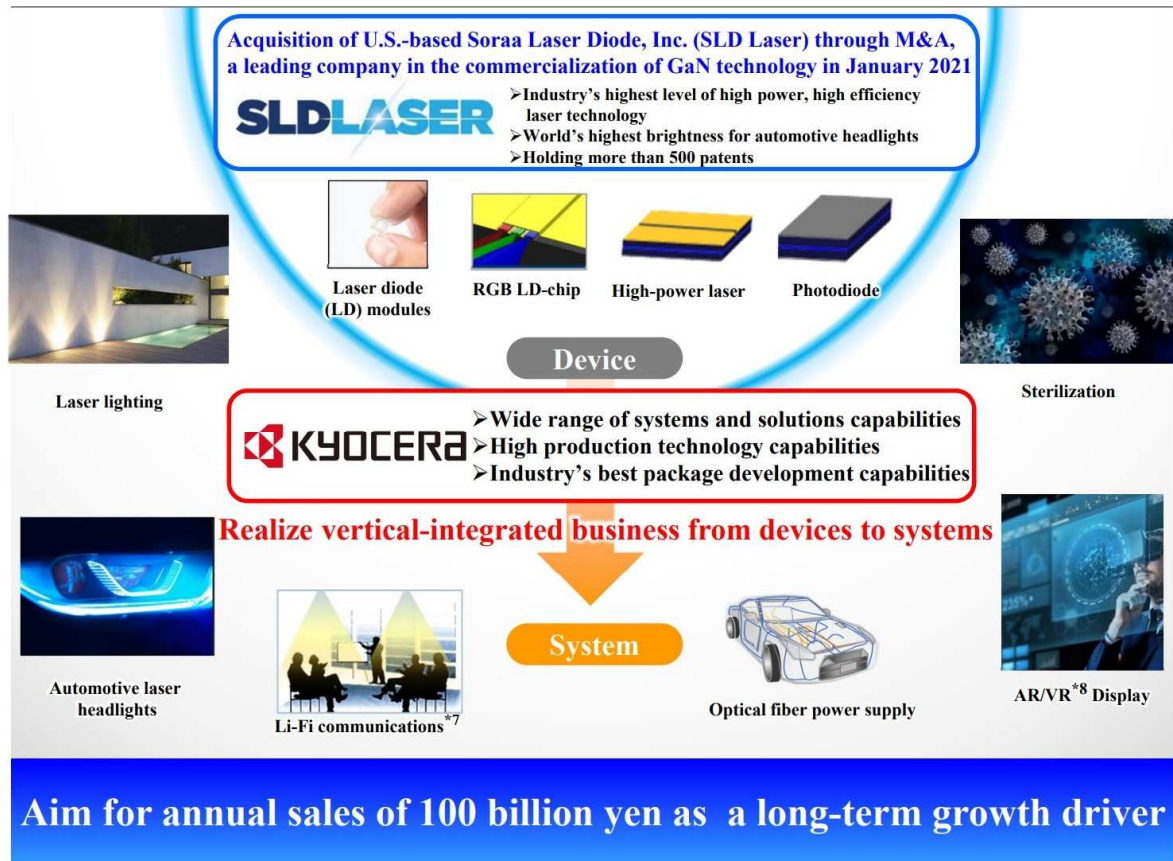 Acquisition of U.S.-based Soraa Laser Diode, Inc. (SLD Laser) through M&A,
a leading company in the commercialization of GaN technology in January 2021
SLDLASER
➢Industry's highest level of high power, high efficiency
laser technology
➢World's highest brightness for automotive headlights
➢Holding more than 500 patents
Laser diode
(LD) modules
RGB LD-chip
High-power laser
Photodiode
Device
Laser lighting
Sterilization
KYOCERA
➢Wide range of systems and solutions capabilities
➢High production technology capabilities
➢Industry's best package development capabilities
Realize vertical-integrated business from devices to systems
System
Automotive laser
headlights
Li-Fi communications*7
Optical fiber power supply
AR/VR*8 Display
Aim for annual sales of 100 billion yen as  a long-term growth driver